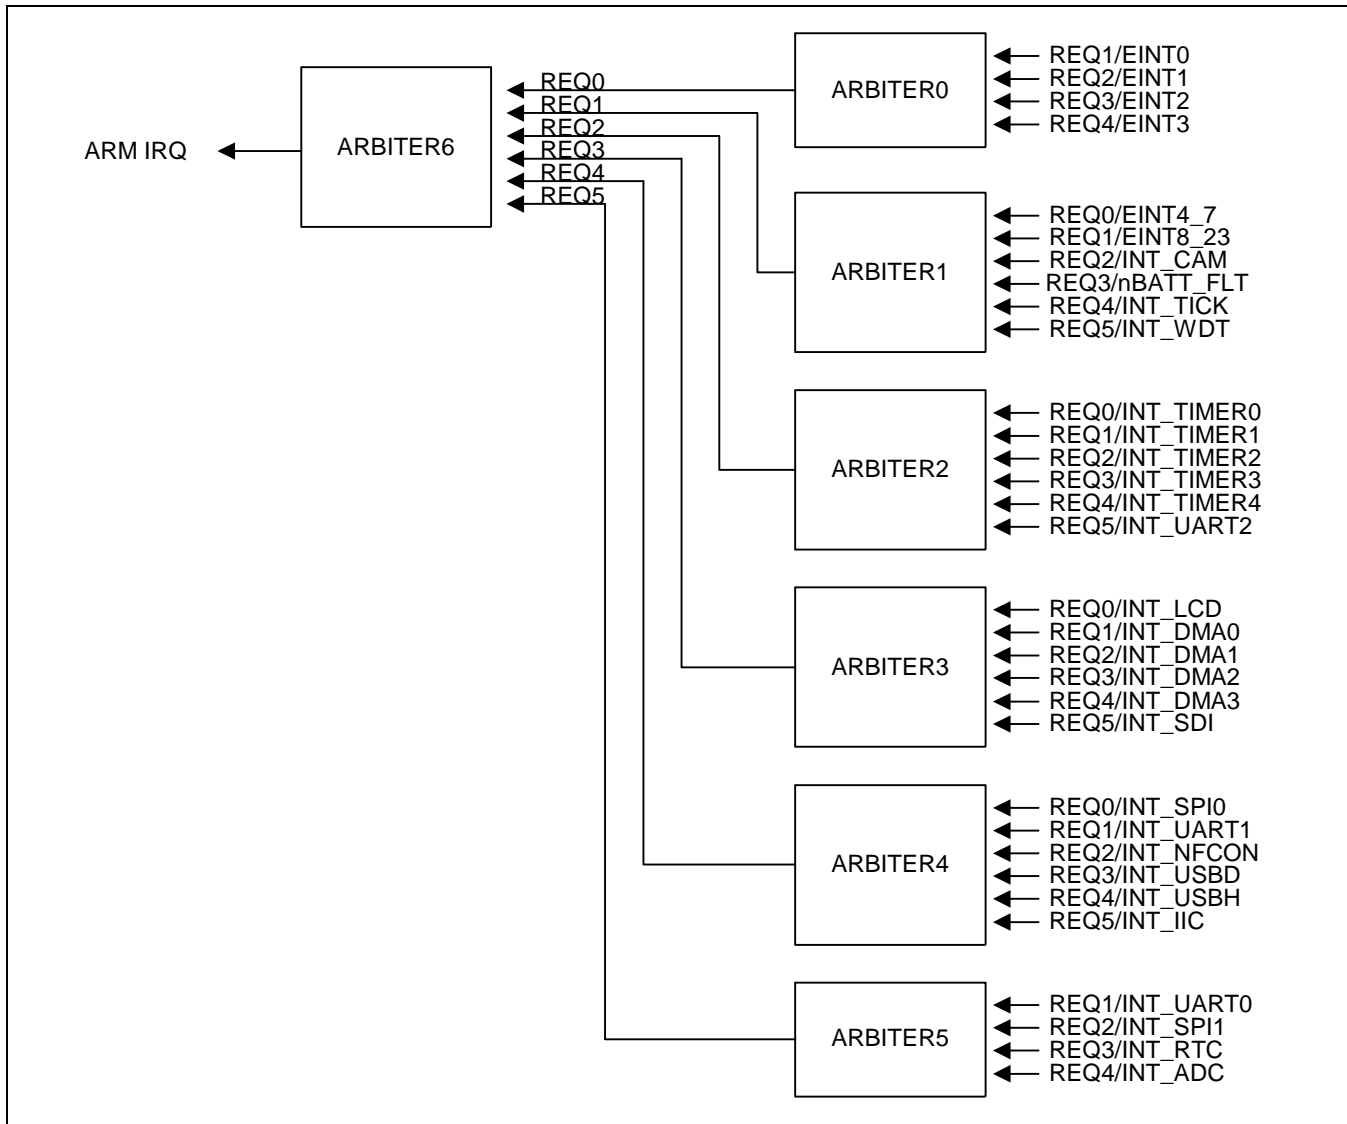 ARM IRQ
ARBITER6
REQ0
REQ1
REQ2
REQ3
REQ4
REQ5
ARBITER0
REQ1/EINT0
REQ2/EINT1
REQ3/EINT2
REQ4/EINT3
ARBITER1
REQ0/EINT4_7
REQ1/EINT8_23
REQ2/INT_CAM
REQ3/nBATT_FLT
REQ4/INT_TICK
REQ5/INT_WDT
ARBITER2
REQ0/INT_TIMER0
REQ1/INT_TIMER1
REQ2/INT_TIMER2
REQ3/INT_TIMER3
REQ4/INT_TIMER4
REQ5/INT_UART2
ARBITER3
REQ0/INT_LCD
REQ1/INT_DMA0
REQ2/INT_DMA1
REQ3/INT_DMA2
REQ4/INT_DMA3
REQ5/INT_SDI
ARBITER4
REQ0/INT_SPI0
REQ1/INT_UART1
REQ2/INT_NFCON
REQ3/INT_USBD
REQ4/INT_USBH
REQ5/INT_IIC
ARBITER5
REQ1/INT_UART0
REQ2/INT_SPI1
REQ3/INT_RTC
REQ4/INT_ADC